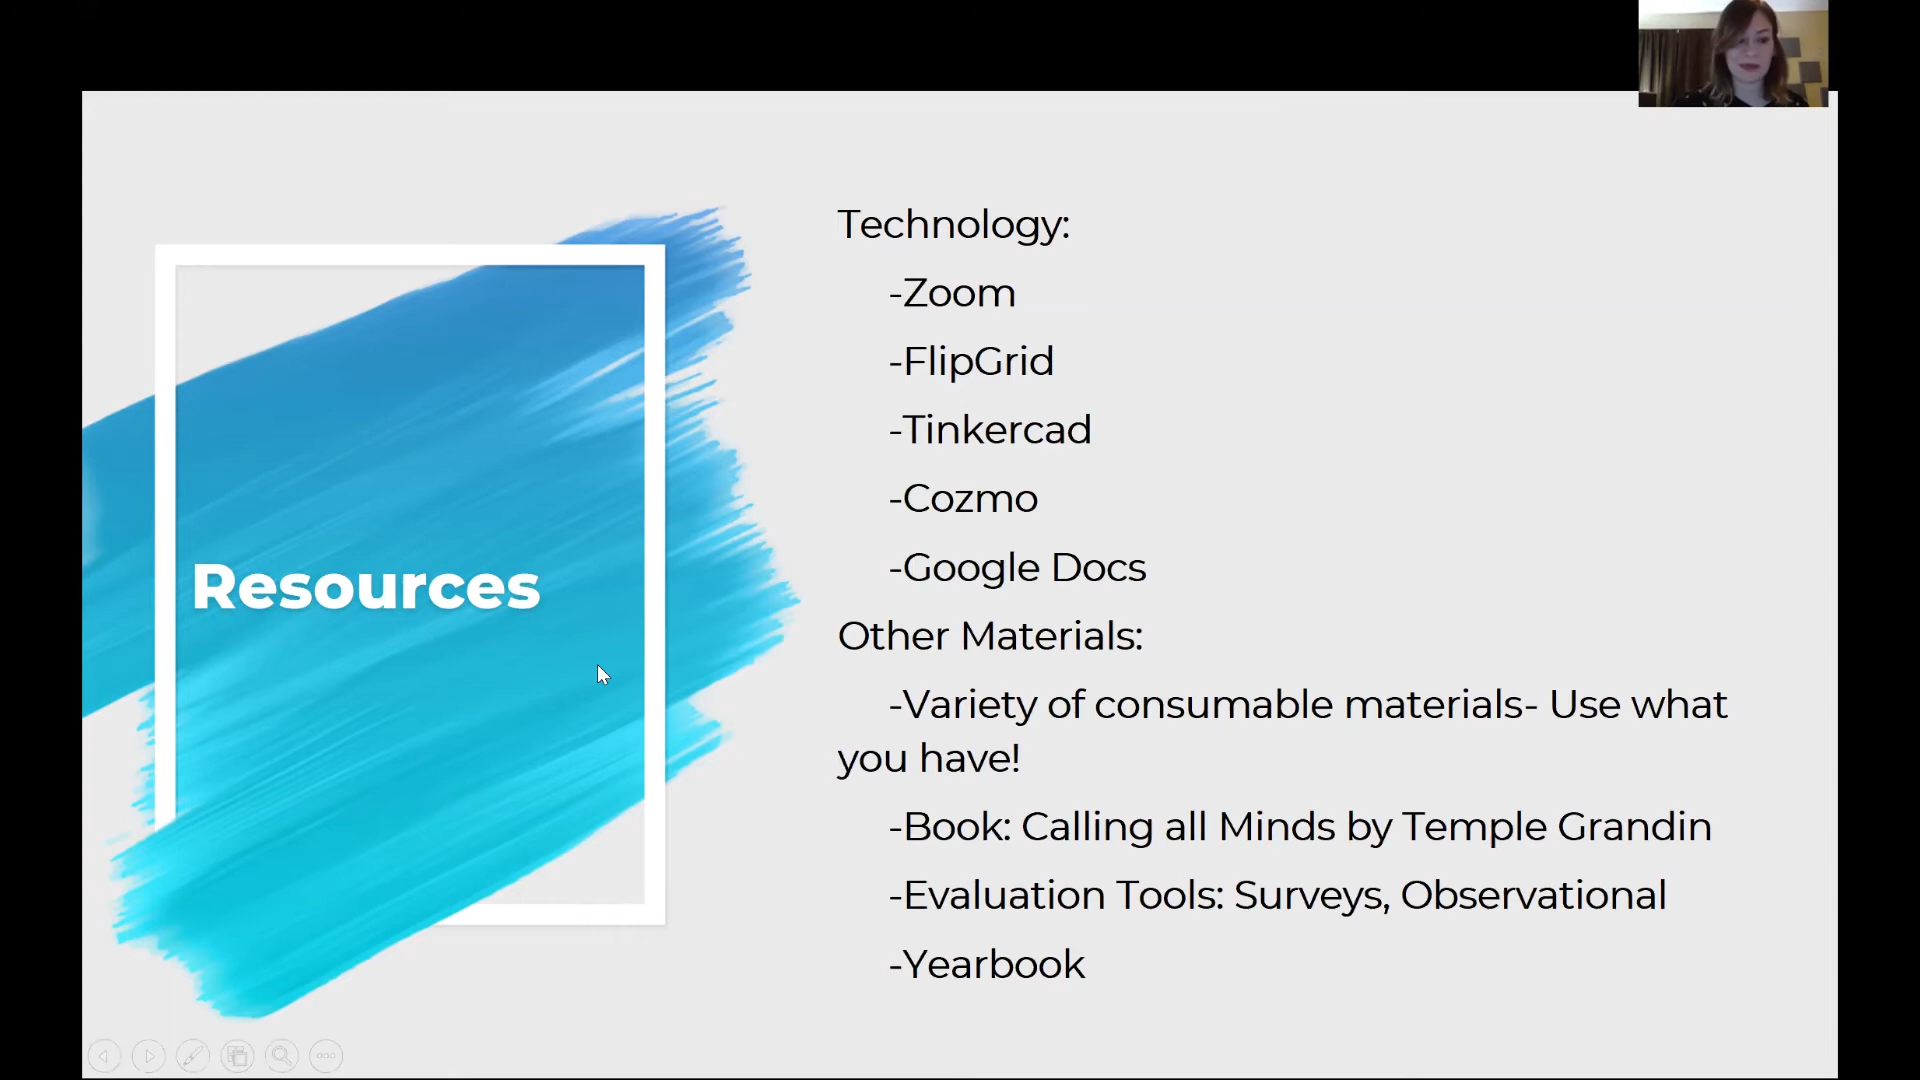 Resources
Technology:
-Zoom
-FlipGrid
-Tinkercad
-Cozmo
-Google Docs
Other Materials:
-Variety of consumable materials- Use what
you have!
-Book: Calling all Minds by Temple Grandin
-Evaluation Tools: Surveys, Observational
-Yearbook